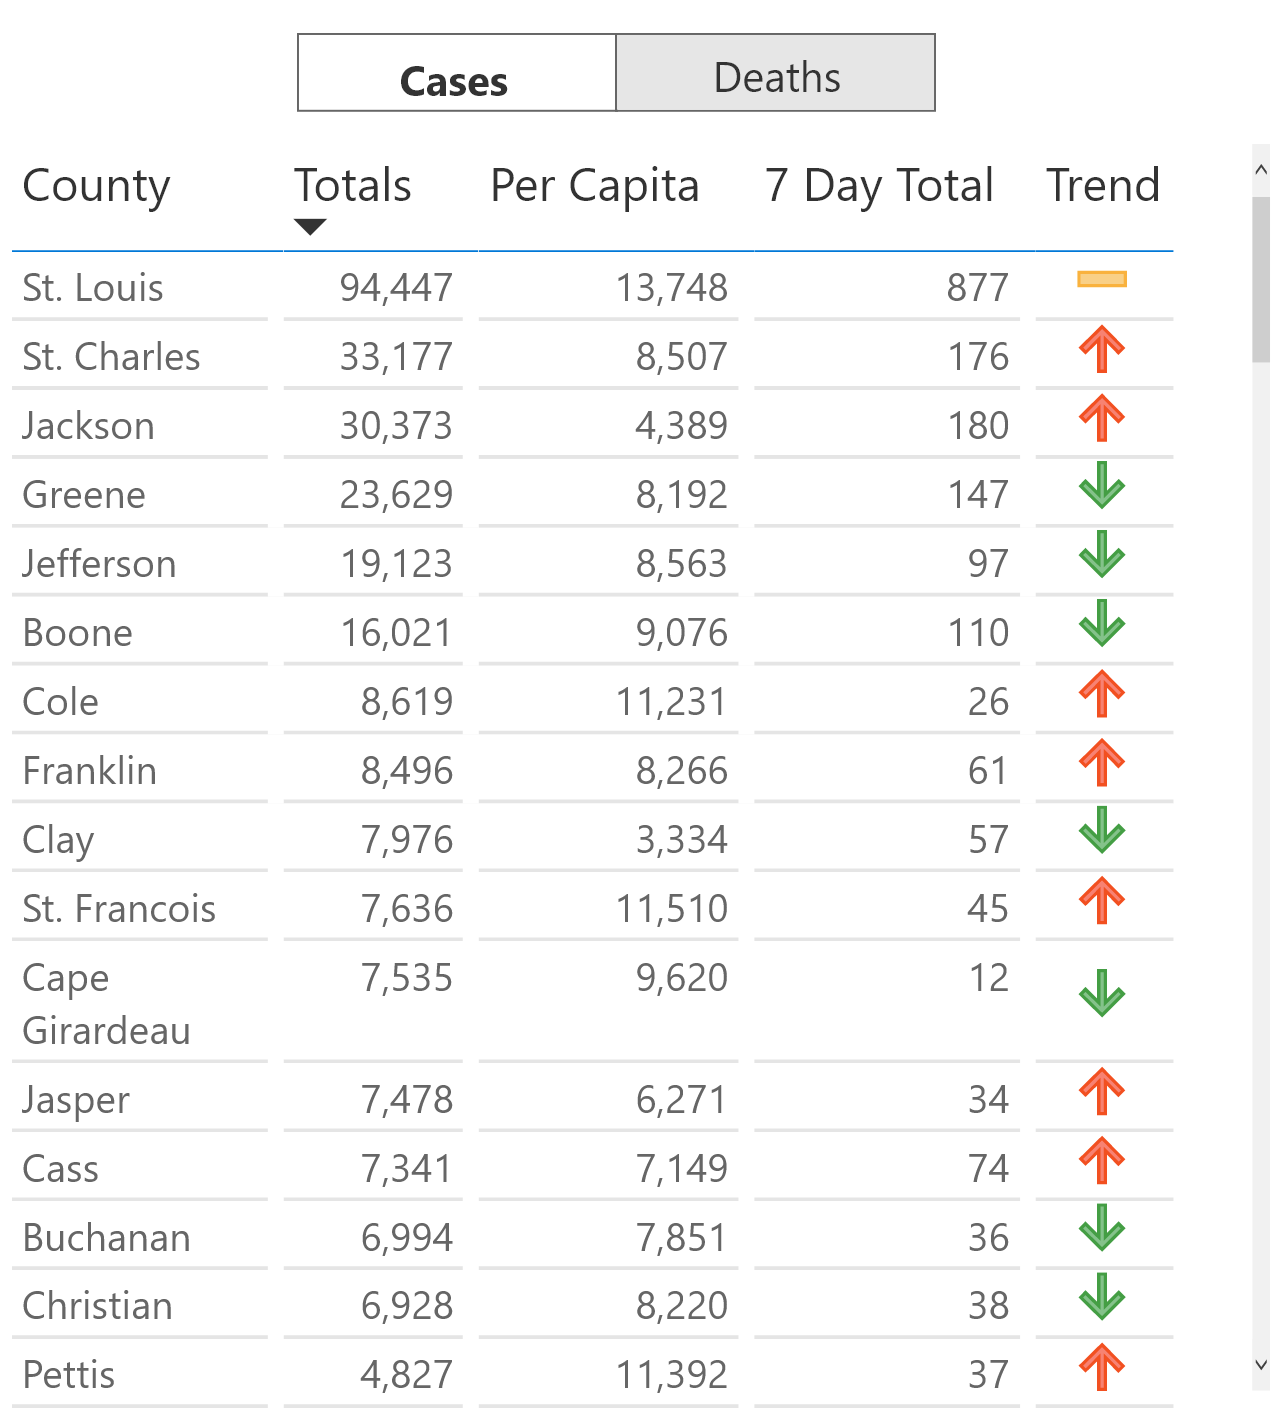 Cases Deaths
County Totals Per Capita 7 Day Total Trend
St. Louis 94,447 13,748 877
St. Charles 33,177 8,507 176
Jackson 30,373 4,389 180
Greene 23,629 8,192 147
Jefferson 19,123 8,563 97
Boone 16,021 9,076 110
Cole 8,619 11,231 26
Franklin 8,496 8,266 61
Clay 7,976 3,334 57
St. Francois 7,636 11,510 45
Cape 7,535 9,620 12
Girardeau
Jasper 7,478 6,271 34
Cass 7,341 7,149 74
Buchanan 6,994 7,851 36
Christian 6,928 8,220 38
Pettis 4,827 11,392 37